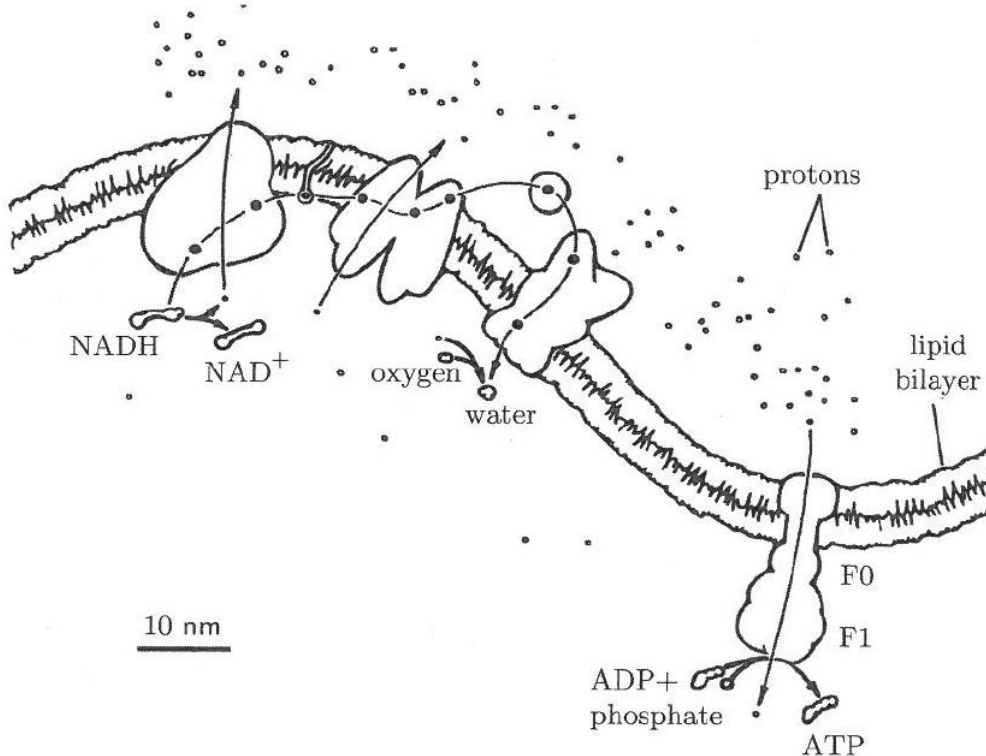 protons
NADH
NAD+
oxygen
water
lipid
bilayer
F0
10 nm
F1
ADP+
phosphate
ATP